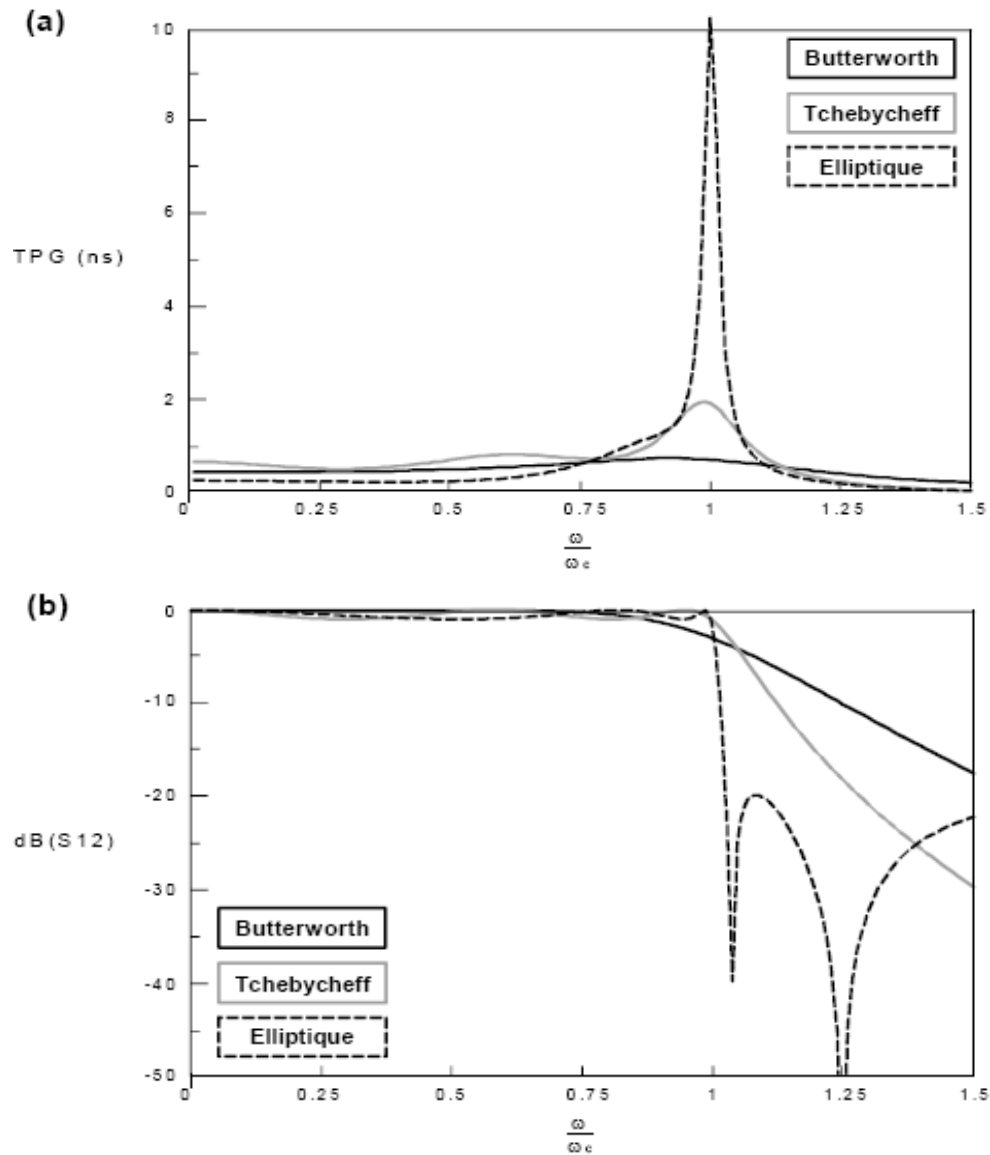 (a)
10
8
6
4
2
0
TPG (ns)
Butterworth
Tchebycheff
Elliptique
0 0.25 0.5 0.75 1 1.25 1.5
ω
ωc
(b)
0
-10
-20
-30
-40
-50
dB(S12)
Butterworth
Tchebycheff
Elliptique
0 0.25 0.5 0.75 1 1.25 1.5
ω
ωc